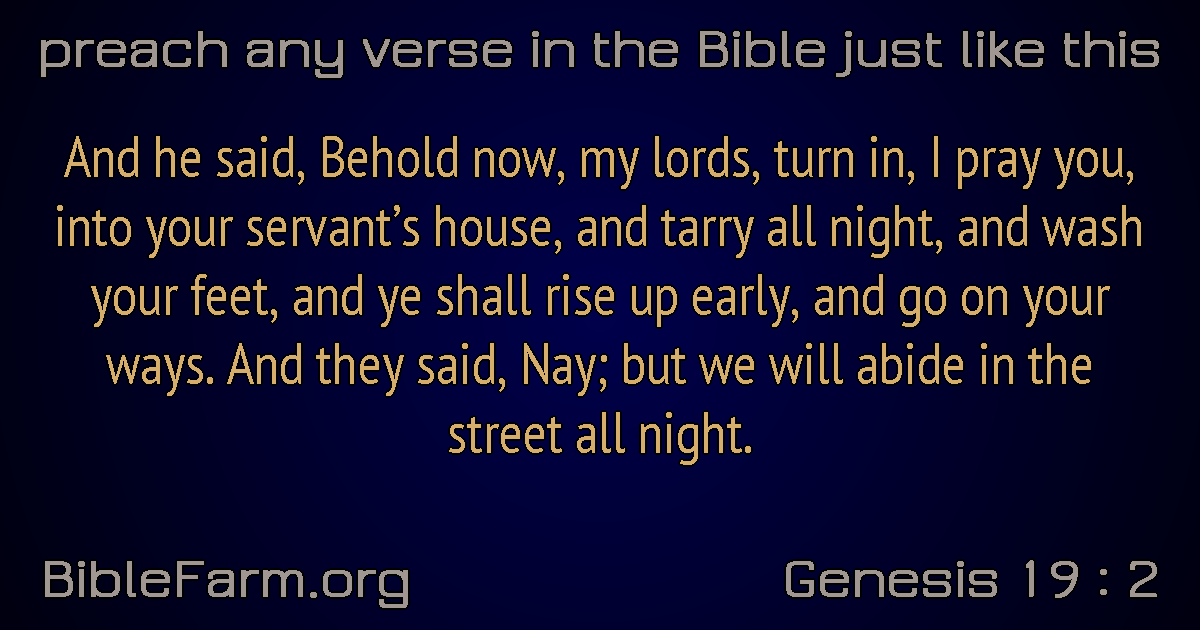 preach any verse in the Bible just like this
And he said, Behold now, my lords, turn in, I pray you,
into your servant’s house, and tarry all night, and wash
your feet, and ye shall rise up early, and go on your
ways. And they said, Nay; but we will abide in the
street all night.
BibleFarm.org
Genesis 19 : 2